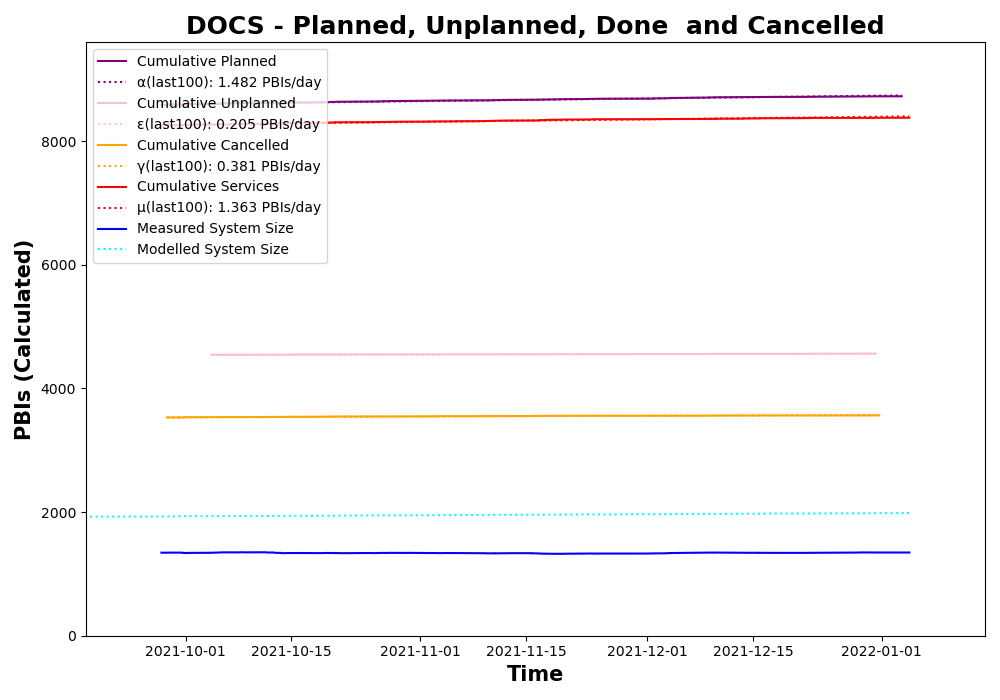 DOCS - Planned, Unplanned, Done  and Cancelled
Cumulative Planned
α(last100): 1.482 PBIs/day
Cumulative Unplanned
ε(last100): 0.205 PBIs/day
Cumulative Cancelled
γ(last100): 0.381 PBIs/day
Cumulative Services
μ(last100): 1.363 PBIs/day
Measured System Size
Modelled System Size
PBIs (Calculated)
8000
6000
4000
2000
0
2021-10-01
2021-10-15
2021-11-01
2021-11-15
2021-12-01
2021-12-15
2022-01-01
Time